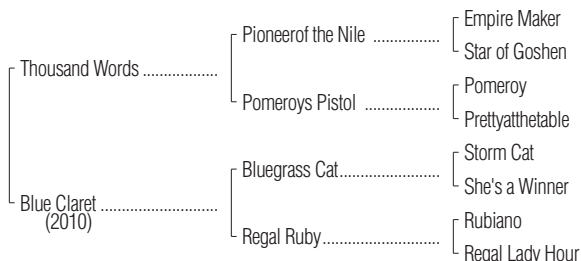 Empire Maker
Pioneerof the Nile ................
Star of Goshen
Thousand Words ..................
Pomeroy
Pomeroys Pistol ................
Prettyatthetable
Storm Cat
Bluegrass Cat.....................
She's a Winner
Blue Claret ............................
(2010)
Rubiano
Regal Ruby.........................
Regal Lady Hour